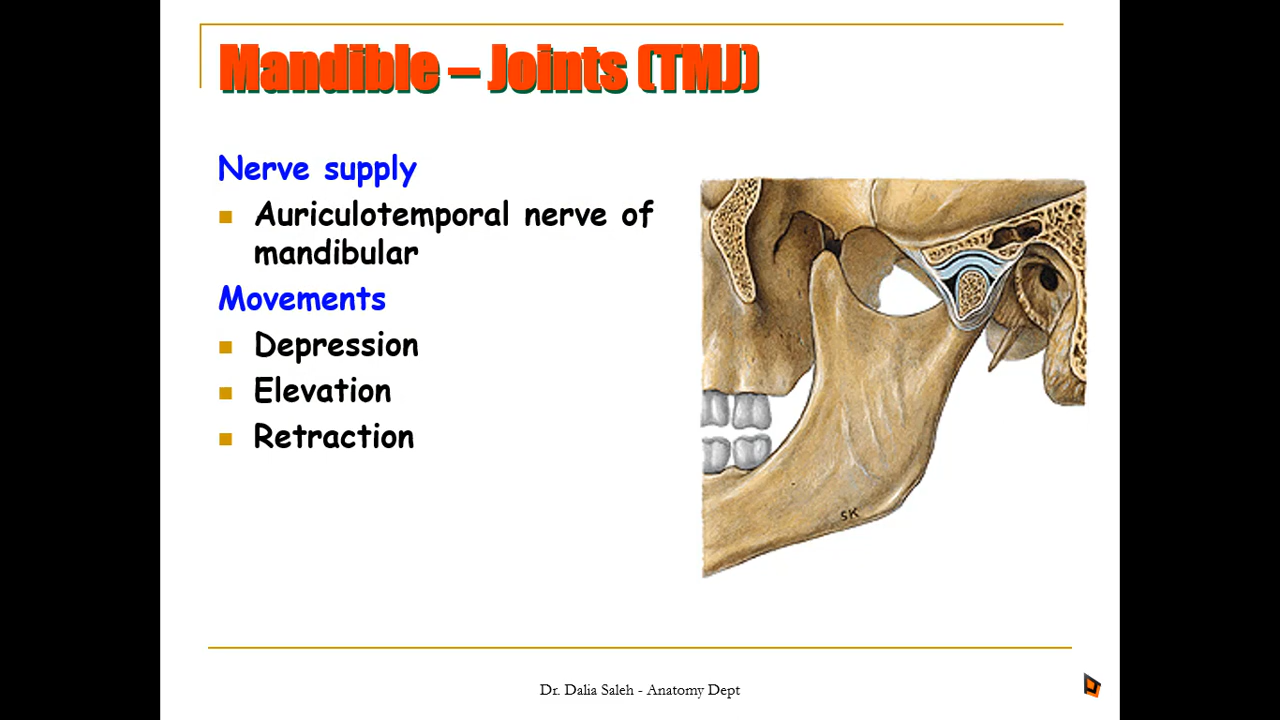 Mandible – Joints (TMJ)
Nerve supply
Auriculotemporal nerve of
mandibular
Movements
Depression
Elevation
Retraction
SK
Dr. Dalia Saleh - Anatomy Dept